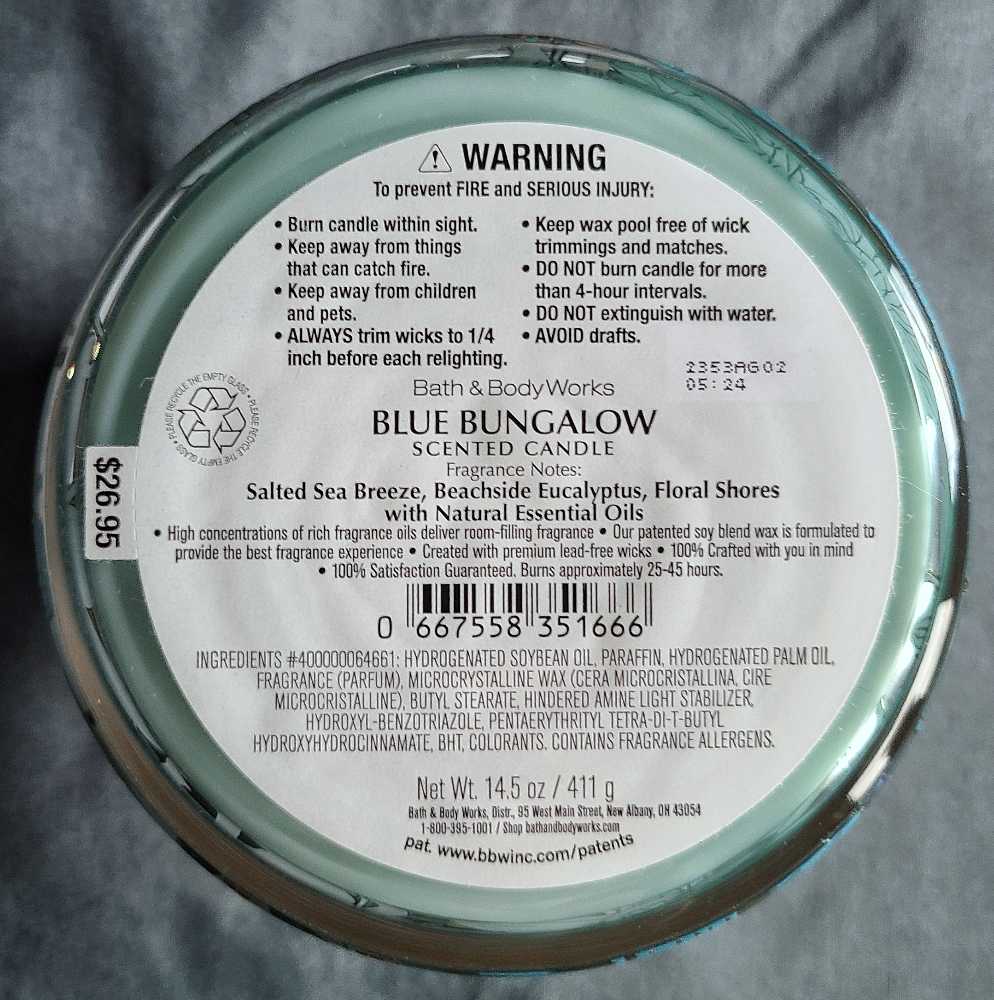 ⚠ WARNING
To prevent FIRE and SERIOUS INJURY:
• Burn candle within sight.
• Keep away from things
that can catch fire.
• Keep away from children
and pets.
• ALWAYS trim wicks to 1/4
inch before each relighting.
• Keep wax pool free of wick
trimmings and matches.
• DO NOT burn candle for more
than 4-hour intervals.
• DO NOT extinguish with water.
• AVOID drafts.
2353AG02
05:24
• PLEASE RECYCLE THE EMPTY GLASS • PLEASE RECYCLE THE EMPTY GLASS
$26.95
Bath & Body Works
BLUE BUNGALOW
SCENTED CANDLE
Fragrance Notes:
Salted Sea Breeze, Beachside Eucalyptus, Floral Shores
with Natural Essential Oils
• High concentrations of rich fragrance oils deliver room-filling fragrance • Our patented soy blend wax is formulated to
provide the best fragrance experience • Created with premium lead-free wicks • 100% Crafted with you in mind
• 100% Satisfaction Guaranteed. Burns approximately 25-45 hours.
0 667558 351666
INGREDIENTS #400000064661: HYDROGENATED SOYBEAN OIL, PARAFFIN, HYDROGENATED PALM OIL,
FRAGRANCE (PARFUM), MICROCRYSTALLINE WAX (CERA MICROCRISTALLINA, CIRE
MICROCRISTALLINE), BUTYL STEARATE, HINDERED AMINE LIGHT STABILIZER,
HYDROXYL-BENZOTRIAZOLE, PENTAERYTHRITYL TETRA-DI-T-BUTYL
HYDROXYHYDROCINNAMATE, BHT, COLORANTS. CONTAINS FRAGRANCE ALLERGENS.
Net Wt. 14.5 oz / 411 g
Bath & Body Works, Distr., 95 West Main Street, New Albany, OH 43054
1-800-395-1001 / Shop bathandbodyworks.com
pat. www.bbwinc.com/patents